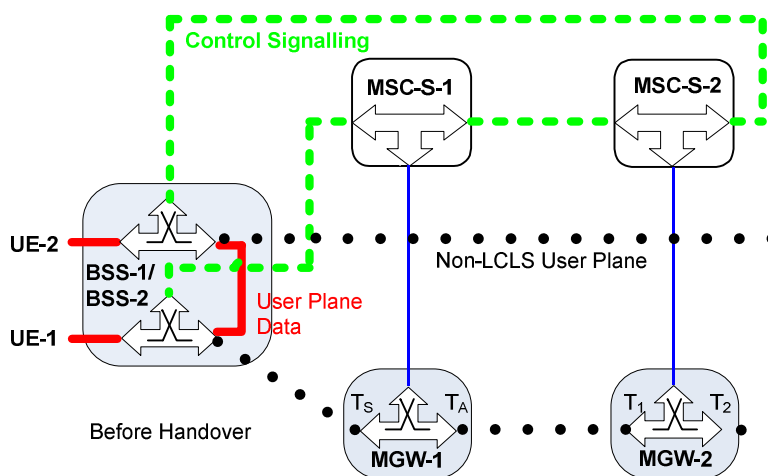 Control Signalling
MSC-S-1
MSC-S-2
UE-2
BSS-1/
BSS-2
Non-LCLS User Plane
User Plane
Data
UE-1
TS
TA
T1
T2
Before Handover
MGW-1
MGW-2